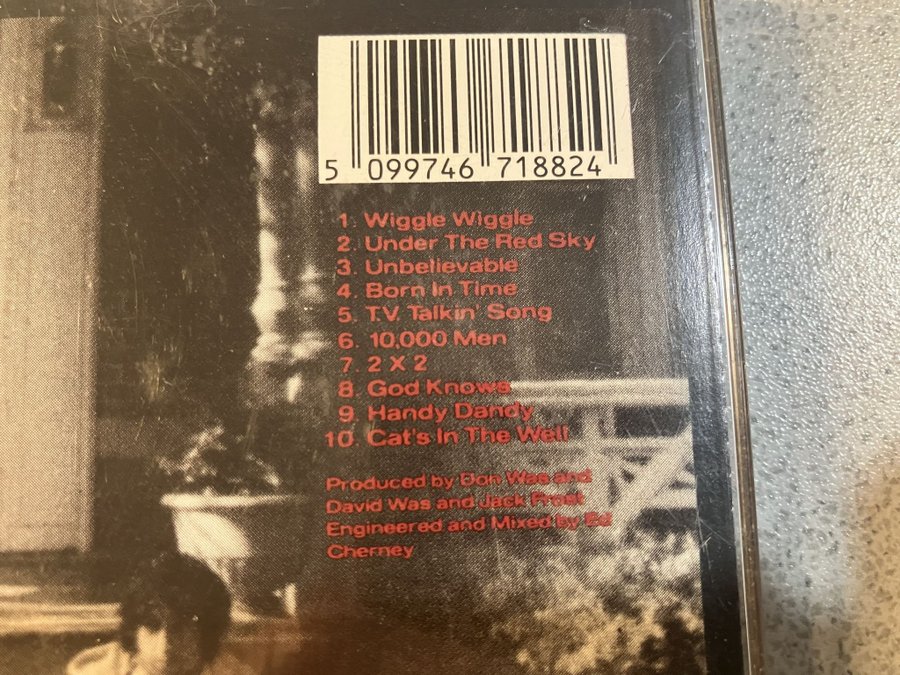 5 099746 718824
1. Wiggle Wiggle
2. Under The Red Sky
3. Unbelievable
4. Born In Time
5. T.V. Talkin' Song
6. 10,000 Men
7. 2 X 2
8. God Knows
9. Handy Dandy
10. Cat's In The Well
Produced by Don Was and
David Was and Jack Frost
Engineered and Mixed by Ed
Cherney